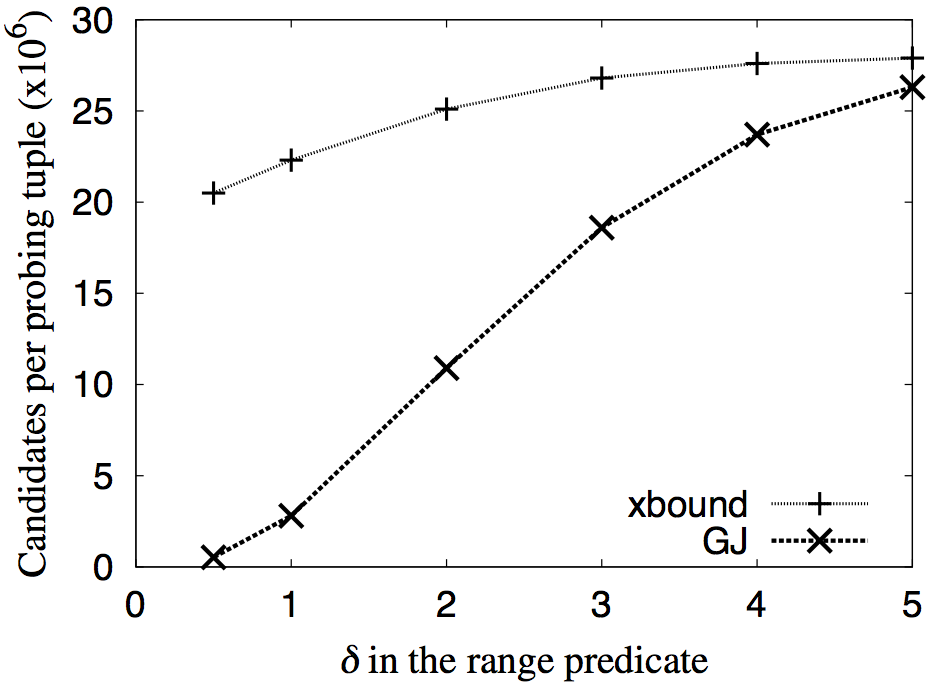 Candidates per probing tuple (x10⁶)
30
25
20
15
10
5
0
0 1 2 3 4 5
xbound
GJ
δ in the range predicate